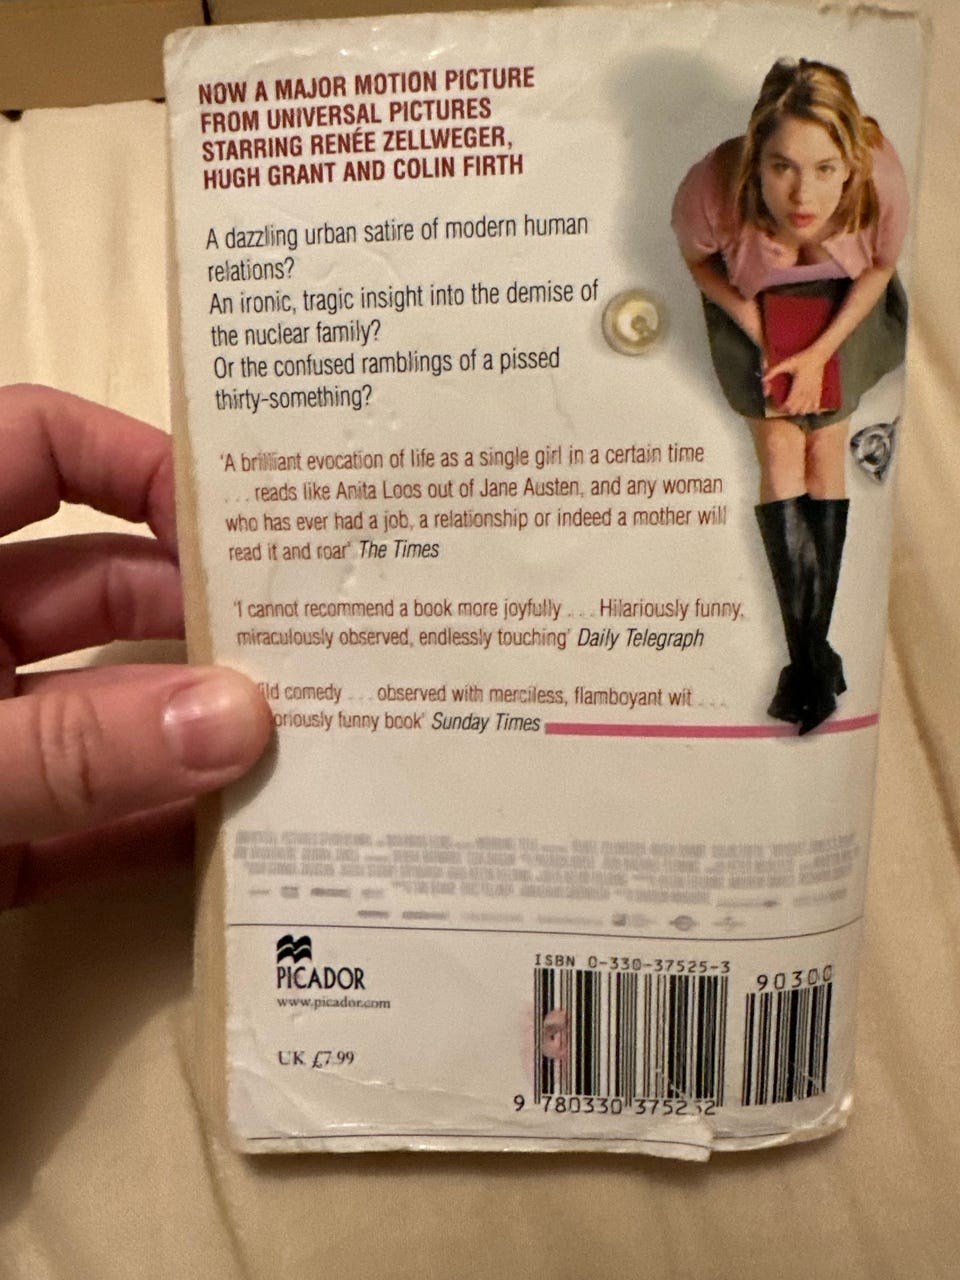 NOW A MAJOR MOTION PICTURE
FROM UNIVERSAL PICTURES
STARRING RENÉE ZELLWEGER,
HUGH GRANT AND COLIN FIRTH
A dazzling urban satire of modern human
relations?
An ironic, tragic insight into the demise of
the nuclear family?
Or the confused ramblings of a pissed
thirty-something?
'A brilliant evocation of life as a single girl in a certain time
... reads like Anita Loos out of Jane Austen, and any woman
who has ever had a job, a relationship or indeed a mother will
read it and roar' The Times
'I cannot recommend a book more joyfully ... Hilariously funny,
miraculously observed, endlessly touching' Daily Telegraph
comedy ... observed with merciless, flamboyant wit ...
funny book' Sunday Times
PICADOR
www.picador.com
UK £7.99
ISBN 0-330-37525-3
90300
9 780330 375252